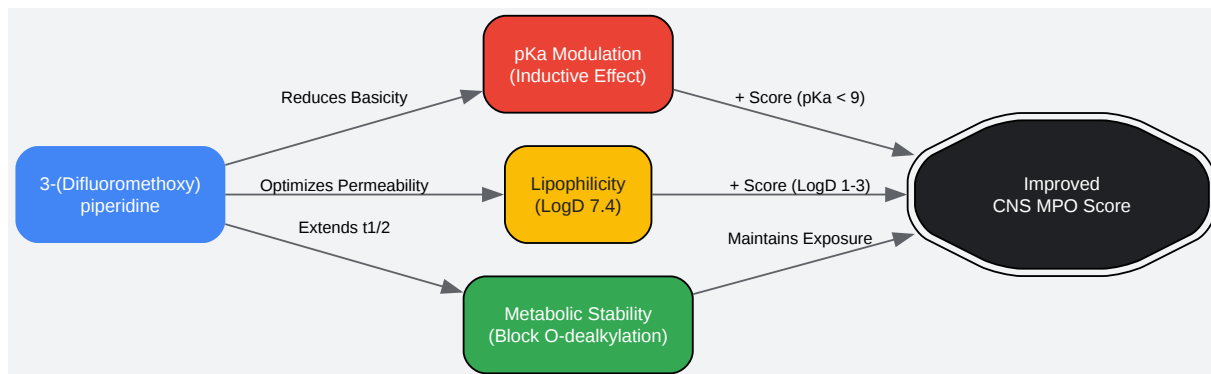 3-(Difluoromethoxy)
piperidine
Reduces Basicity
Optimizes Permeability
Extends t1/2
pKa Modulation
(Inductive Effect)
Lipophilicity
(LogD 7.4)
Metabolic Stability
(Block O-dealkylation)
+ Score (pKa < 9)
+ Score (LogD 1-3)
Maintains Exposure
Improved
CNS MPO Score